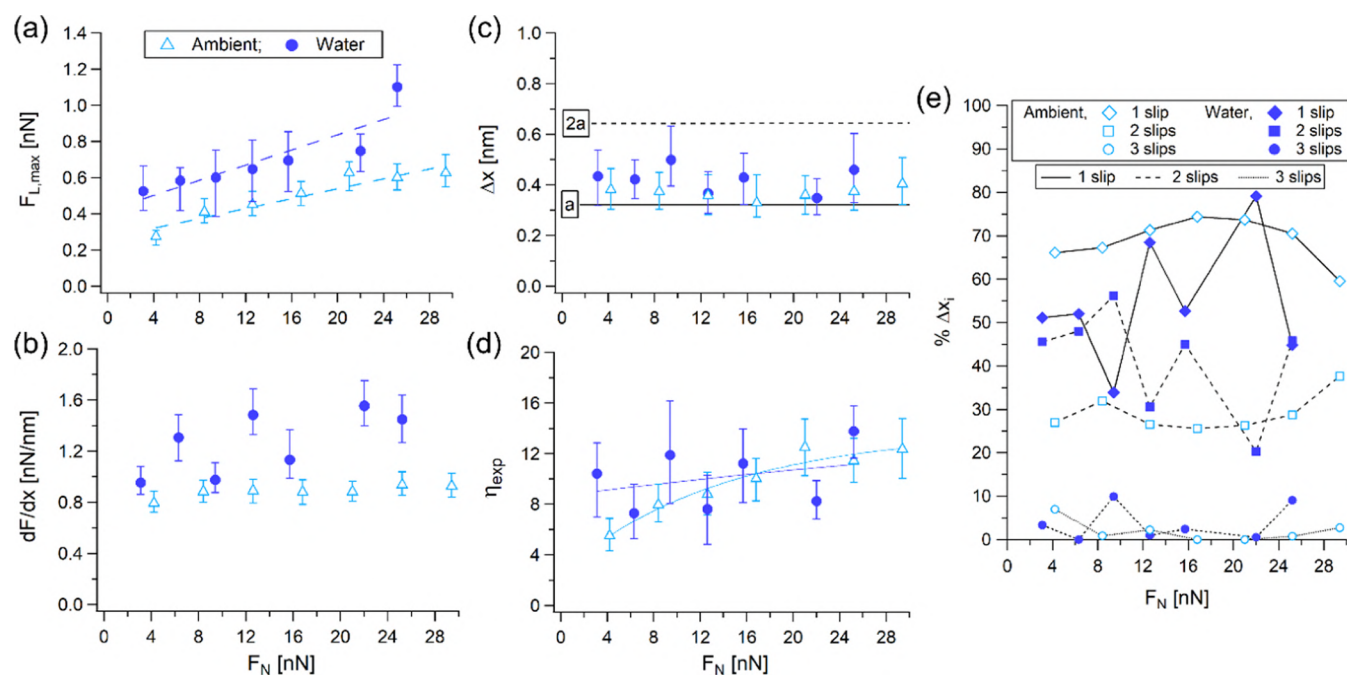 (a)
Ambient; Water
F_L,max [nN]
1.4
1.2
1.0
0.8
0.6
0.4
0.2
0.0
0 4 8 12 16 20 24 28
(b)
dF/dx [nN/nm]
2.0
1.6
1.2
0.8
0.4
0.0
0 4 8 12 16 20 24 28
F_N [nN]
(c)
Δx [nm]
1.0
0.8
0.6
0.4
0.2
0.0
2a
a
0 4 8 12 16 20 24 28
(d)
η_exp
20
16
12
8
4
0
0 4 8 12 16 20 24 28
F_N [nN]
(e)
Ambient, 1 slip Water, 1 slip
2 slips 2 slips
3 slips 3 slips
1 slip 2 slips 3 slips
% Δx_i
100
90
80
70
60
50
40
30
20
10
0
0 4 8 12 16 20 24 28
F_N [nN]